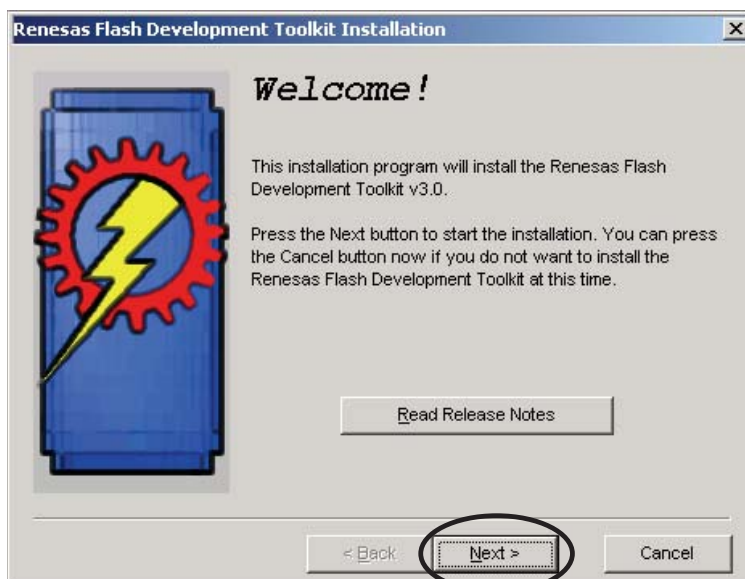 Renesas Flash Development Toolkit Installation
Welcome!
This installation program will install the Renesas Flash
Development Toolkit v3.0.
Press the Next button to start the installation. You can press
the Cancel button now if you do not want to install the
Renesas Flash Development Toolkit at this time.
Read Release Notes
< Back
Next >
Cancel